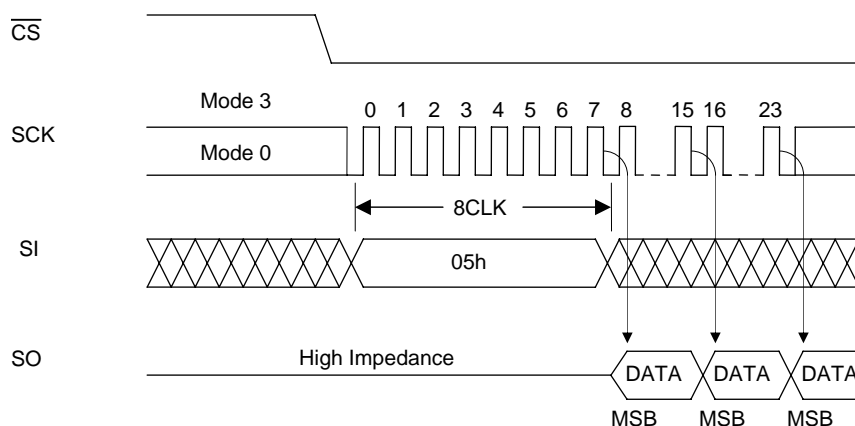 CS
Mode 3
0 1 2 3 4 5 6 7 8 15 16 23
SCK
Mode 0
8CLK
SI
05h
SO
High Impedance
DATA DATA DATA
MSB MSB MSB